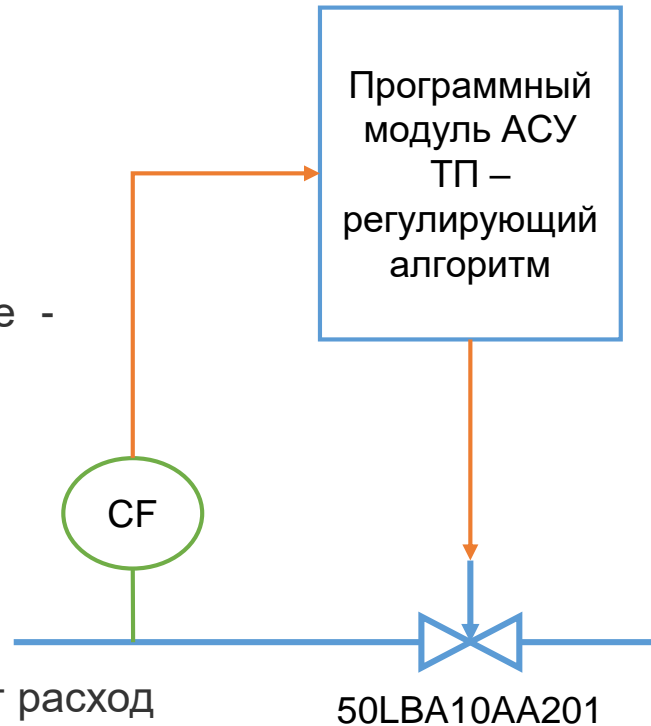 Программный
модуль АСУ
ТП –
регулирующий
алгоритм
е -
CF
т расход
50LBA10AA201